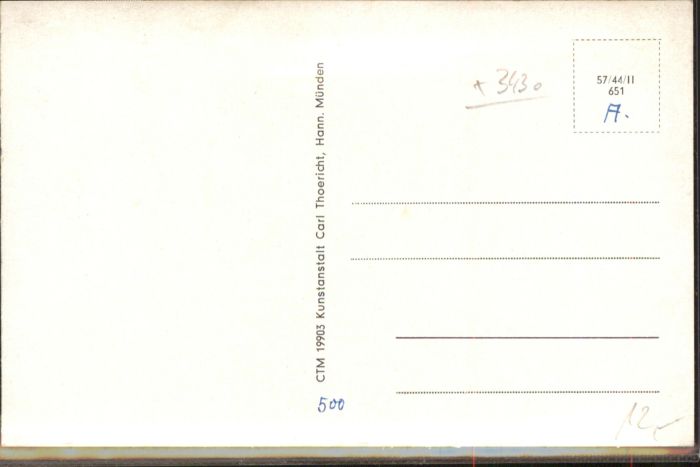 * 3430
57/44/II
651
A.
CTM 19903 Kunstanstalt Carl Thoericht, Hann. Münden
500
12,-